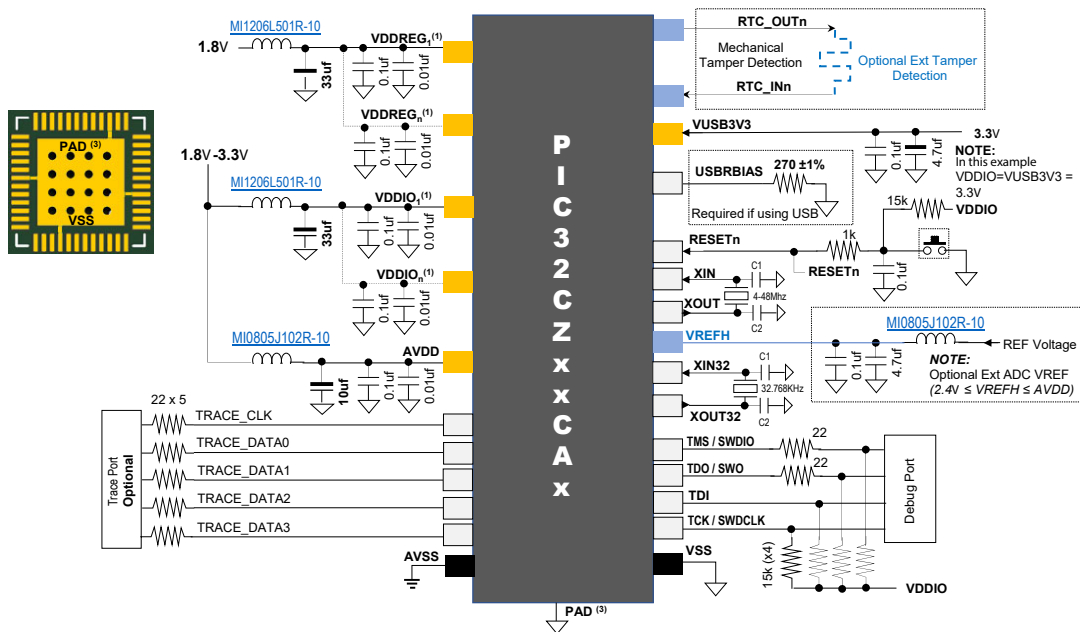 MI1206L501R-10
1.8V
VDDREG₁⁽¹⁾
33uf
0.1uf
0.01uf
VDDREGₙ⁽¹⁾
0.1uf
0.01uf
PAD ⁽³⁾
VSS
1.8V -3.3V
MI1206L501R-10
VDDIO₁⁽¹⁾
33uf
0.1uf
0.01uf
VDDIOₙ⁽¹⁾
0.1uf
0.01uf
MI0805J102R-10
AVDD
10uf
0.1uf
0.01uf
22 x 5
Trace Port
Optional
TRACE_CLK
TRACE_DATA0
TRACE_DATA1
TRACE_DATA2
TRACE_DATA3
AVSS
PIC32CZxxCAx
PAD ⁽³⁾
RTC_OUTn
Mechanical
Tamper Detection
Optional Ext Tamper
Detection
RTC_INn
VUSB3V3
0.1uf
4.7uf
3.3V
NOTE:
In this example
VDDIO=VUSB3V3 =
3.3V
USBRBIAS
270 ±1%
Required if using USB
15k
VDDIO
RESETn
1k
RESETn
0.1uf
XIN
C1
4-48Mhz
XOUT
C2
VREFH
MI0805J102R-10
REF Voltage
0.1uf
4.7uf
NOTE:
Optional Ext ADC VREF
(2.4V ≤ VREFH ≤ AVDD)
XIN32
C1
32.768KHz
XOUT32
C2
TMS / SWDIO
22
TDO / SWO
22
TDI
TCK / SWDCLK
Debug Port
VSS
15k (x4)
VDDIO